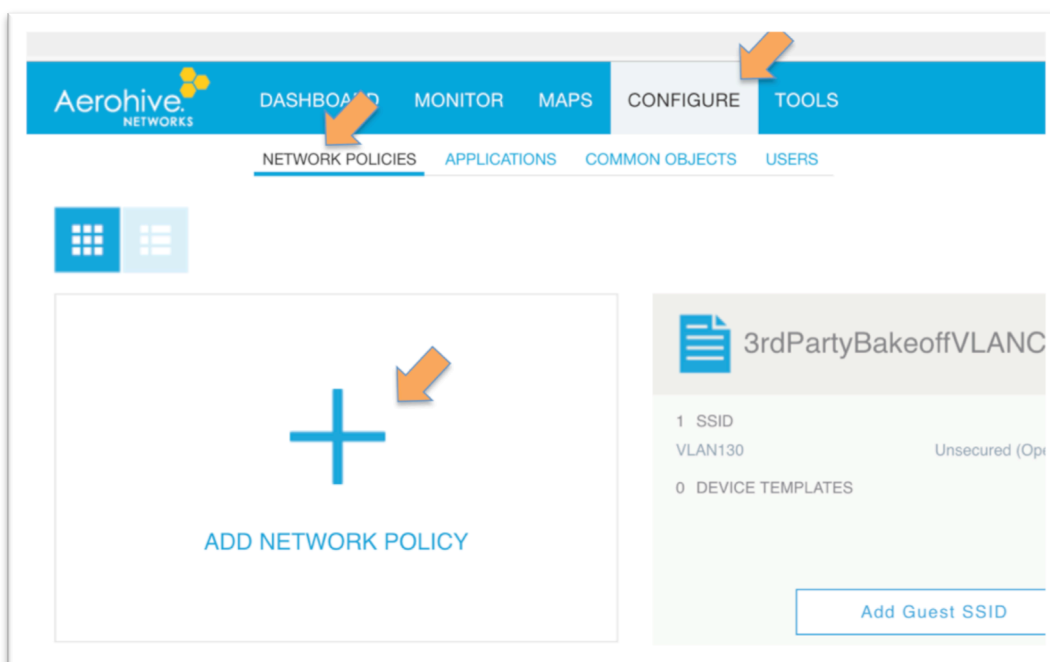 Aerohive.
NETWORKS
DASHBOARD MONITOR MAPS CONFIGURE TOOLS
NETWORK POLICIES APPLICATIONS COMMON OBJECTS USERS
3rdPartyBakeoffVLANC
1 SSID
VLAN130 Unsecured (Ope
0 DEVICE TEMPLATES
ADD NETWORK POLICY
Add Guest SSID